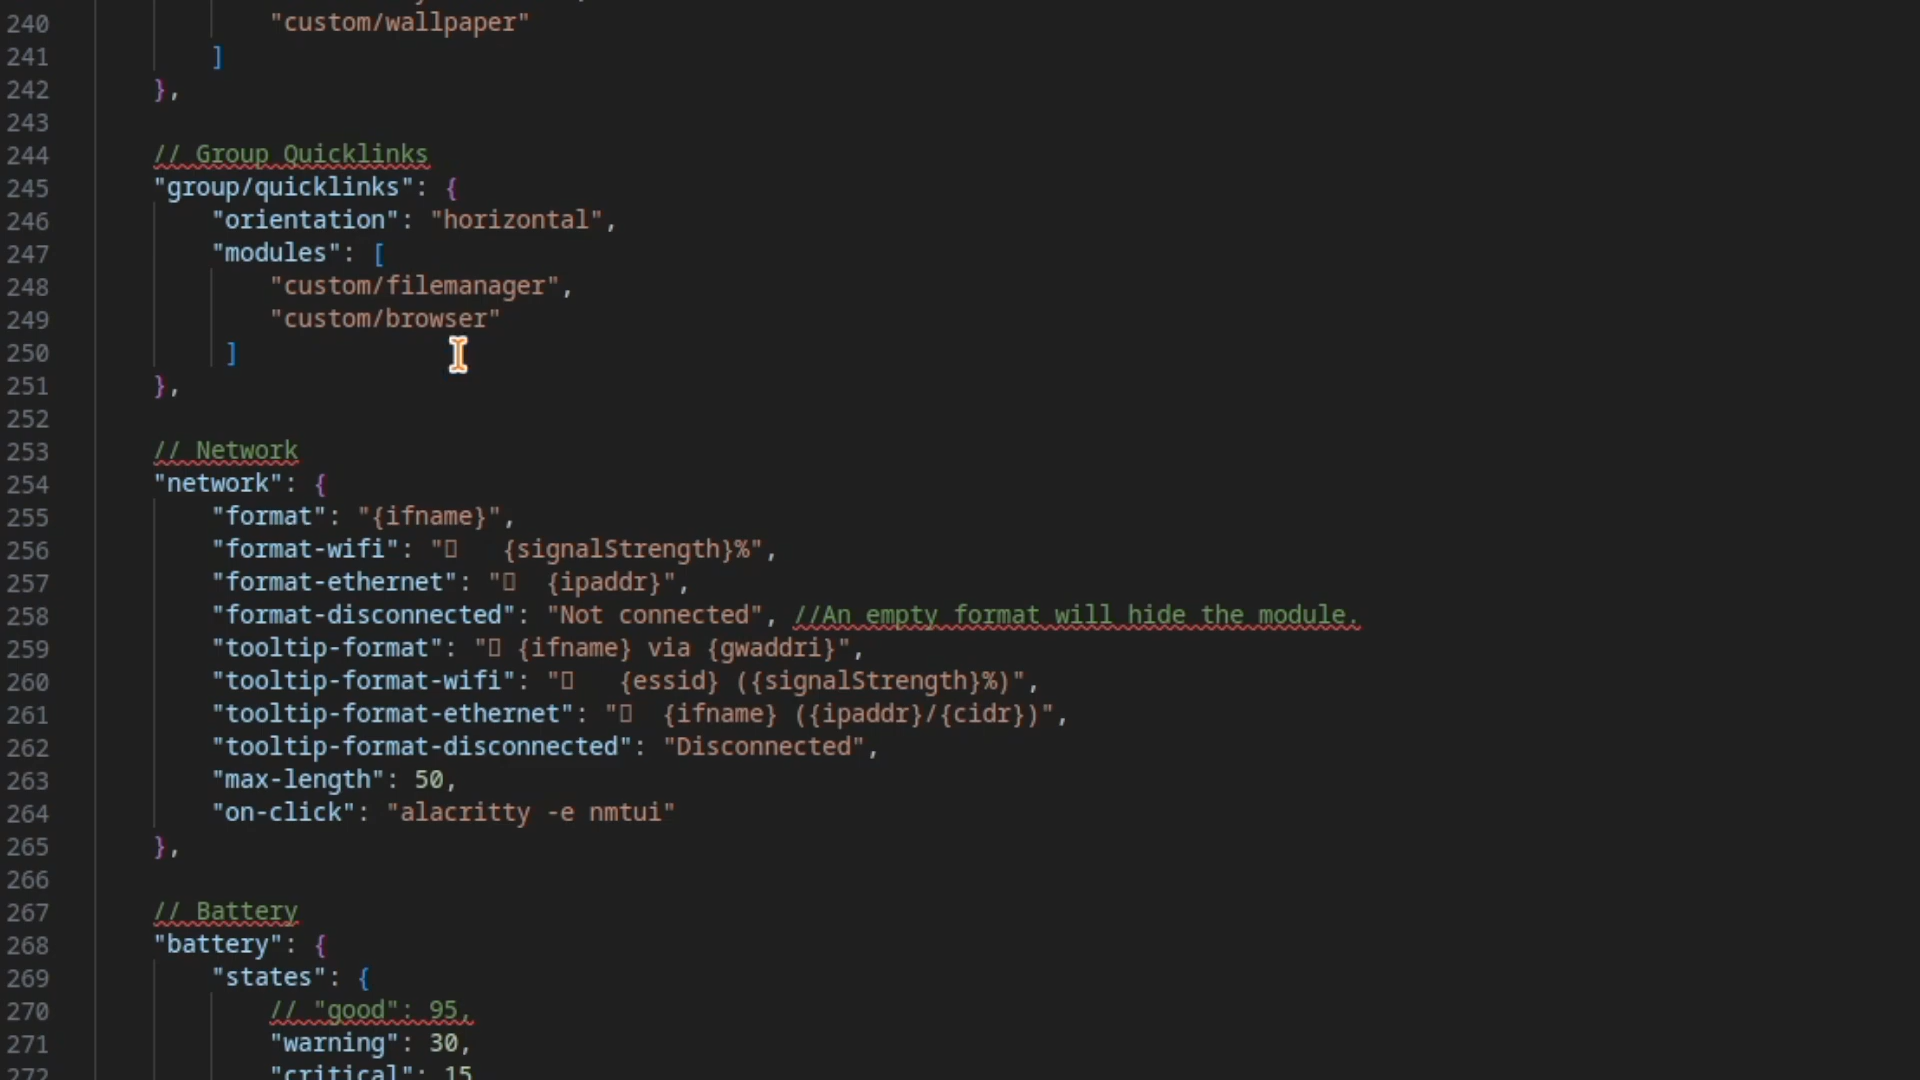 240 "custom/wallpaper"
241 ]
242 },
243
244 // Group Quicklinks
245 "group/quicklinks": {
246 "orientation": "horizontal",
247 "modules": [
248 "custom/filemanager",
249 "custom/browser"
250 ]
251 },
252
253 // Network
254 "network": {
255 "format": "{ifname}",
256 "format-wifi": "   {signalStrength}%",
257 "format-ethernet": "  {ipaddr}",
258 "format-disconnected": "Not connected", //An empty format will hide the module.
259 "tooltip-format": " {ifname} via {gwaddri}",
260 "tooltip-format-wifi": "   {essid} ({signalStrength}%)",
261 "tooltip-format-ethernet": "  {ifname} ({ipaddr}/{cidr})",
262 "tooltip-format-disconnected": "Disconnected",
263 "max-length": 50,
264 "on-click": "alacritty -e nmtui"
265 },
266
267 // Battery
268 "battery": {
269 "states": {
270 // "good": 95,
271 "warning": 30,
272 "critical": 15